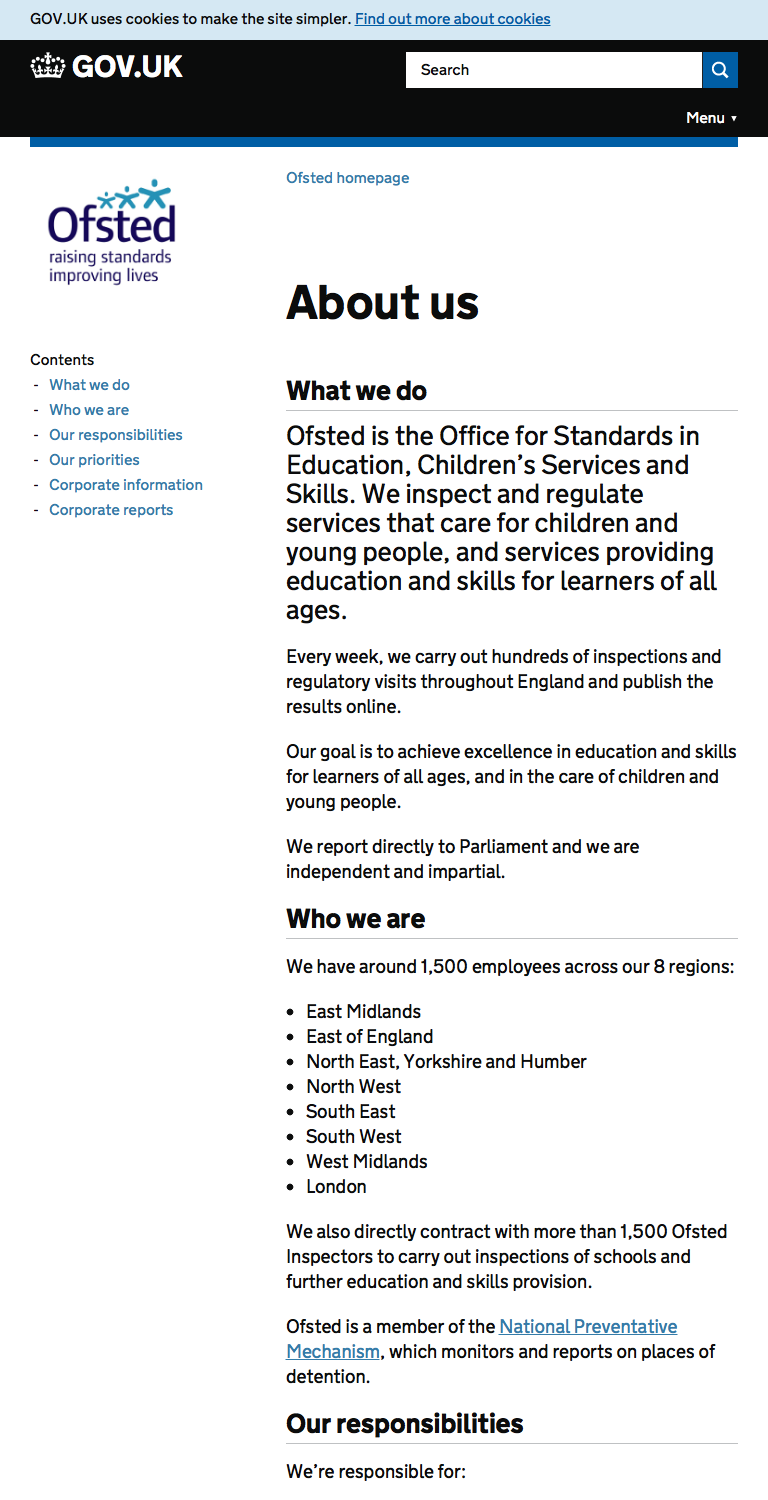 GOV.UK uses cookies to make the site simpler. Find out more about cookies
GOV.UK
Search
Menu ▼
Ofsted
raising standards
improving lives
Ofsted homepage
About us
Contents
- What we do
- Who we are
- Our responsibilities
- Our priorities
- Corporate information
- Corporate reports
What we do
Ofsted is the Office for Standards in
Education, Children’s Services and
Skills. We inspect and regulate
services that care for children and
young people, and services providing
education and skills for learners of all
ages.
Every week, we carry out hundreds of inspections and
regulatory visits throughout England and publish the
results online.
Our goal is to achieve excellence in education and skills
for learners of all ages, and in the care of children and
young people.
We report directly to Parliament and we are
independent and impartial.
Who we are
We have around 1,500 employees across our 8 regions:
• East Midlands
• East of England
• North East, Yorkshire and Humber
• North West
• South East
• South West
• West Midlands
• London
We also directly contract with more than 1,500 Ofsted
Inspectors to carry out inspections of schools and
further education and skills provision.
Ofsted is a member of the National Preventative
Mechanism, which monitors and reports on places of
detention.
Our responsibilities
We’re responsible for: